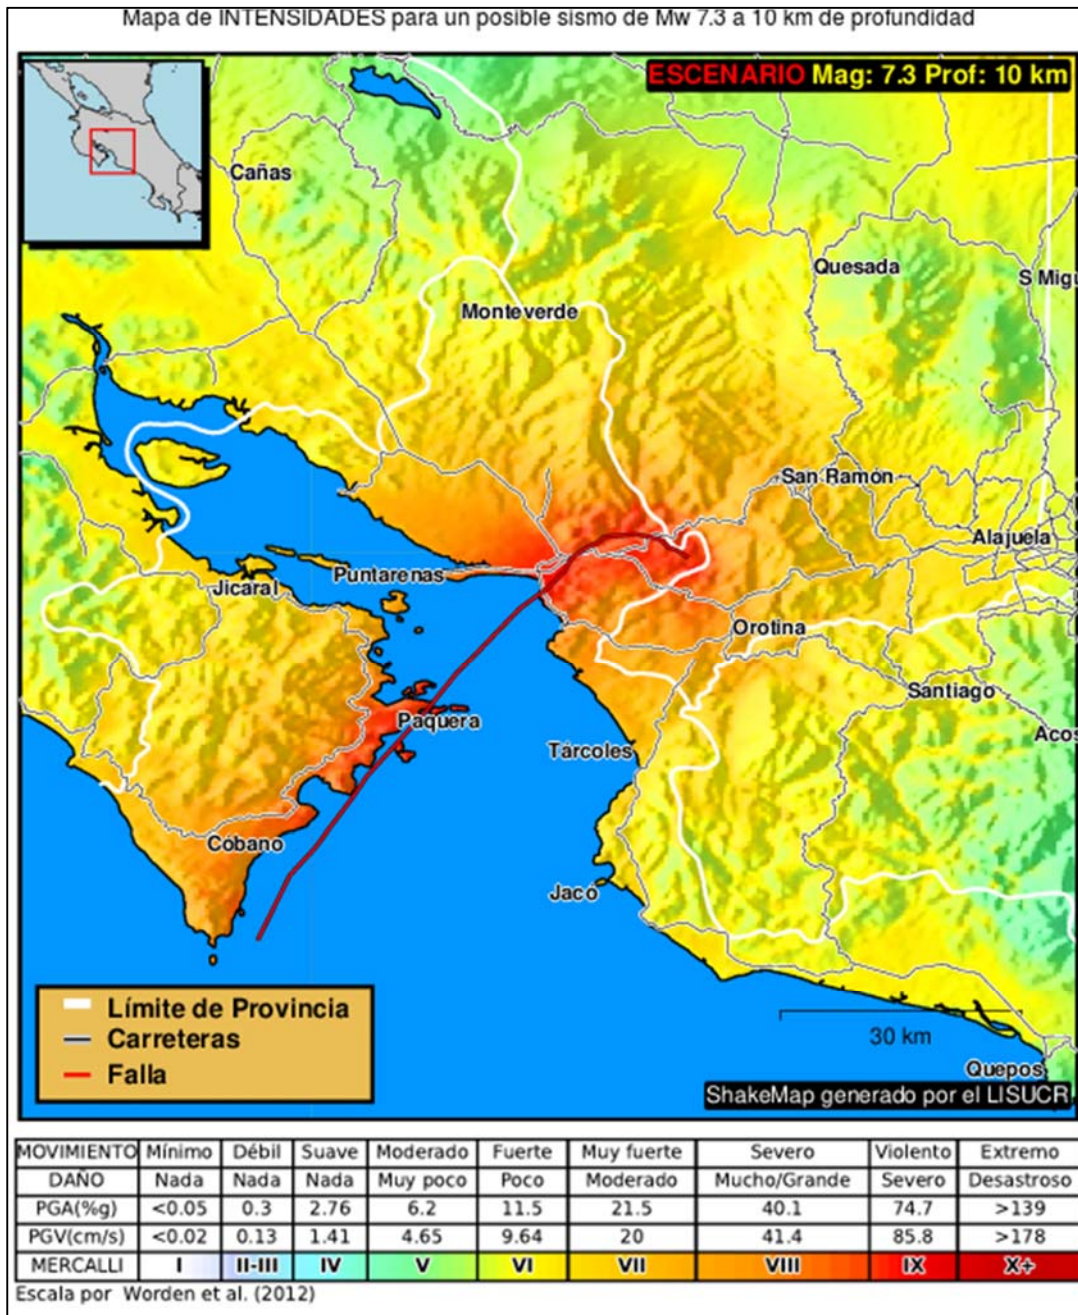 Mapa de INTENSIDADES para un posible sismo de Mw 7.3 a 10 km de profundidad
ESCENARIO Mag: 7.3 Prof: 10 km
Cañas
Quesada
S Migu
Monteverde
San Ramón
Alajuela
Puntarenas
Jicaral
Orotina
Santiago
Paquera
Acos
Tárcoles
Cóbano
Jacó
Límite de Provincia
Carreteras
Falla
30 km
Quepos
ShakeMap generado por el LISUCR
MOVIMIENTO Mínimo Débil Suave Moderado Fuerte Muy fuerte Severo Violento Extremo
DAÑO Nada Nada Nada Muy poco Poco Moderado Mucho/Grande Severo Desastroso
PGA(%g) <0.05 0.3 2.76 6.2 11.5 21.5 40.1 74.7 >139
PGV(cm/s) <0.02 0.13 1.41 4.65 9.64 20 41.4 85.8 >178
MERCALLI I II-III IV V VI VII VIII IX X+
Escala por Worden et al. (2012)